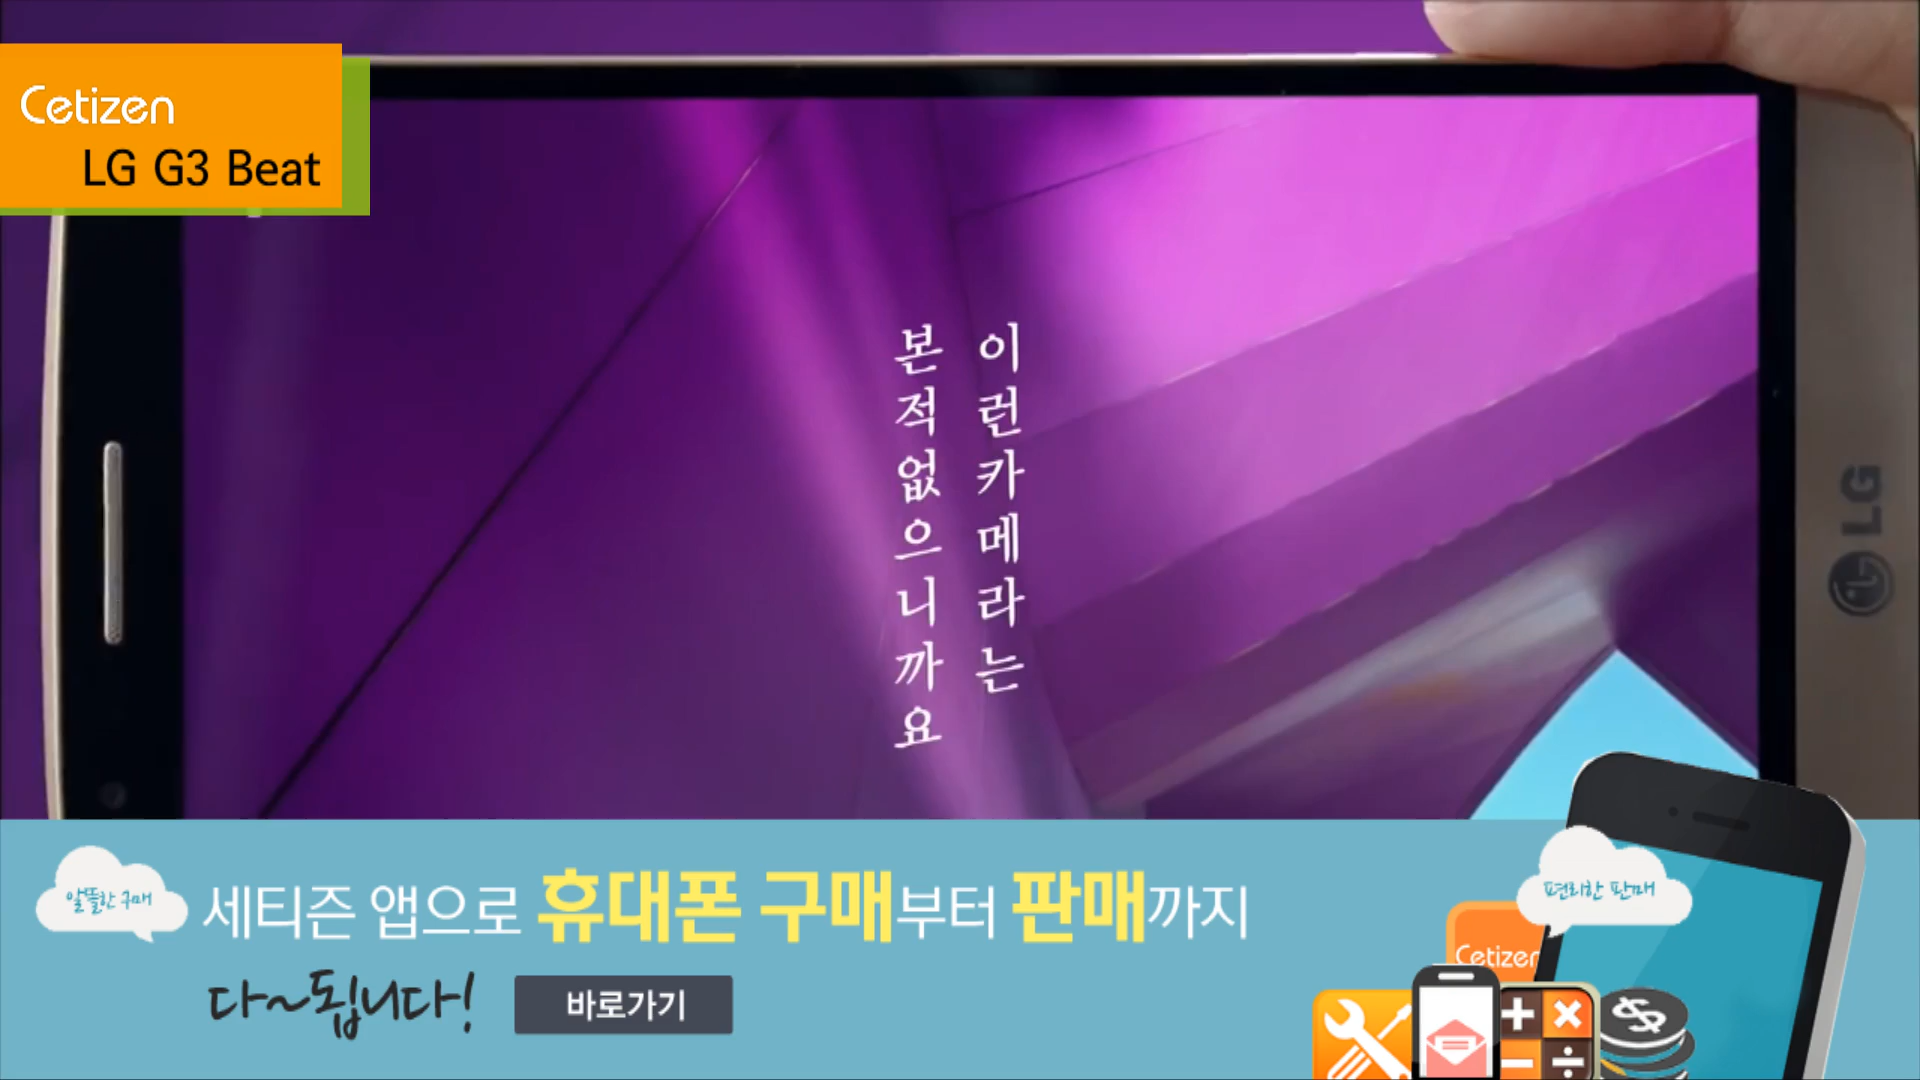 Cetizen
LG G3 Beat
이런카메라는
본적없으니까요
LG
알뜰한 구매
세티즌 앱으로 휴대폰 구매부터 판매까지
다~됩니다!
바로가기
편리한 판매
Cetizen